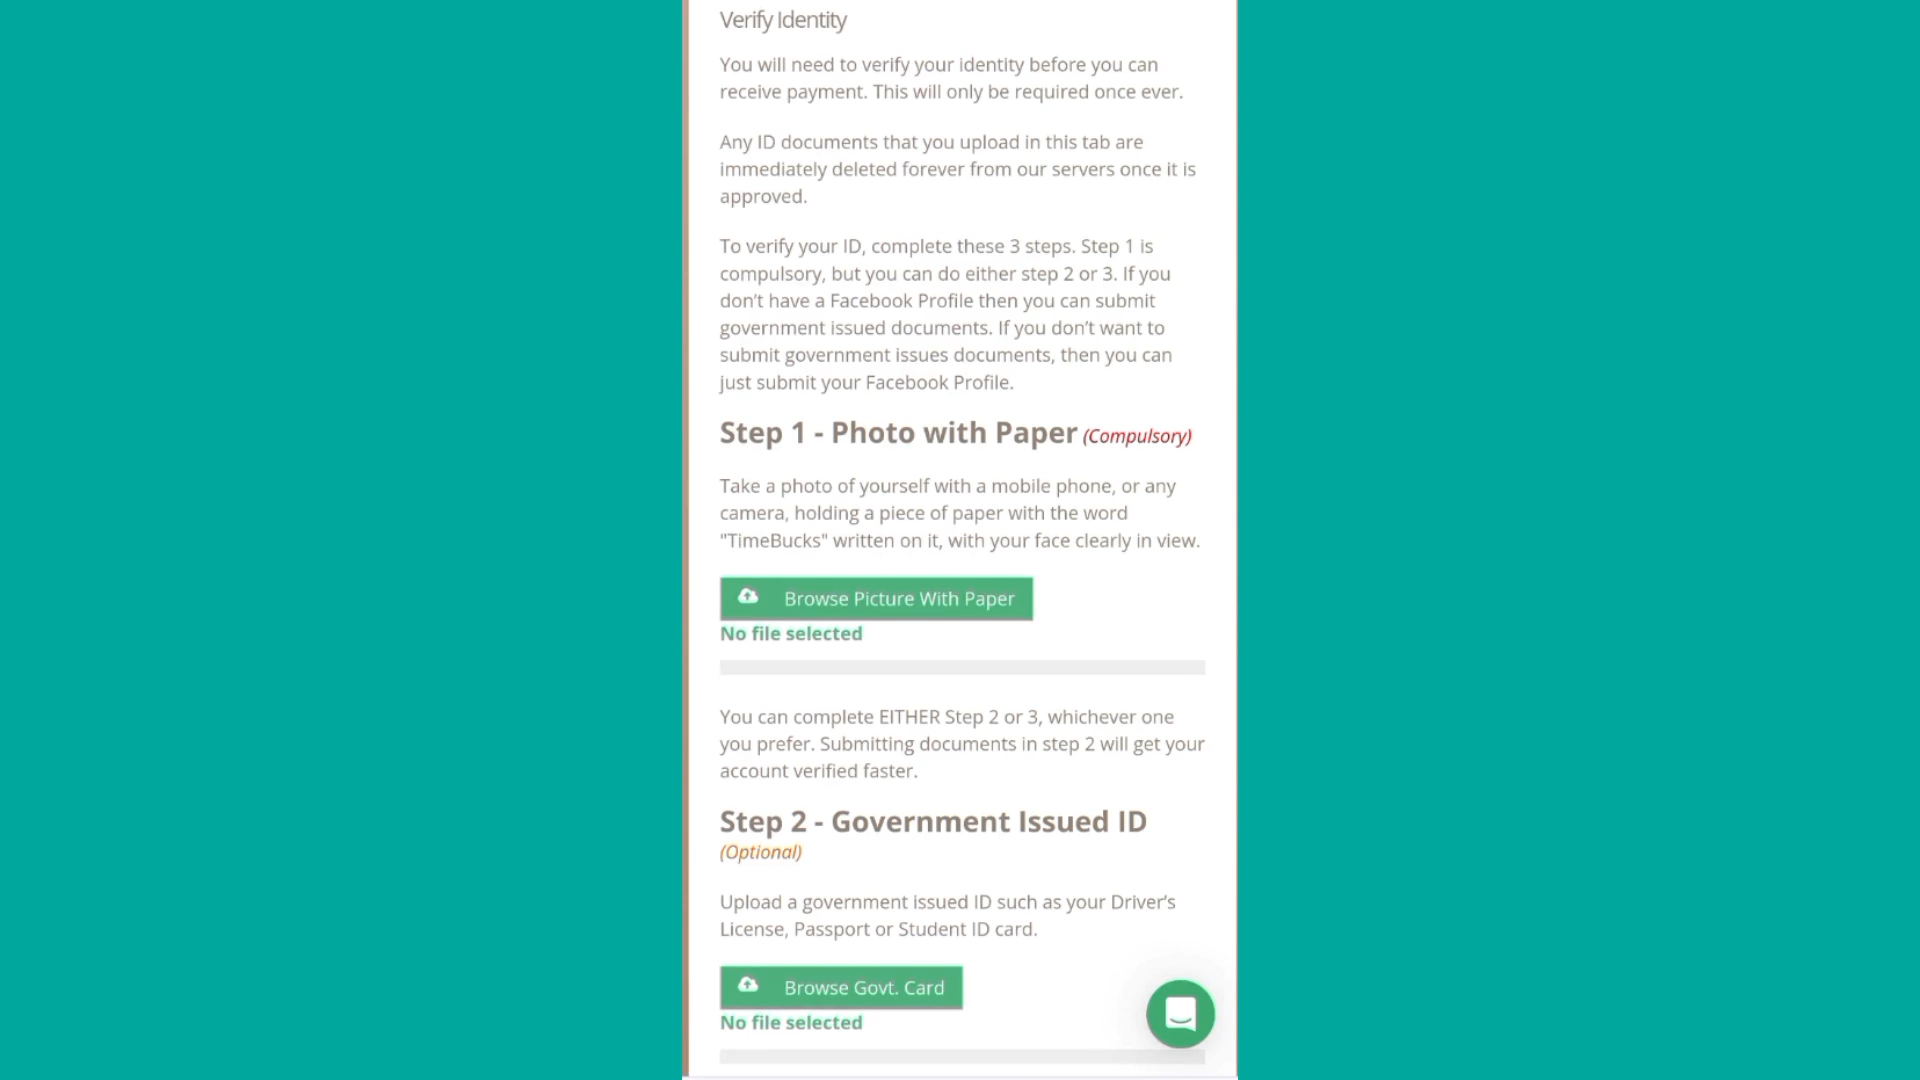 Verify Identity
You will need to verify your identity before you can
receive payment. This will only be required once ever.
Any ID documents that you upload in this tab are
immediately deleted forever from our servers once it is
approved.
To verify your ID, complete these 3 steps. Step 1 is
compulsory, but you can do either step 2 or 3. If you
don’t have a Facebook Profile then you can submit
government issued documents. If you don’t want to
submit government issues documents, then you can
just submit your Facebook Profile.
Step 1 - Photo with Paper (Compulsory)
Take a photo of yourself with a mobile phone, or any
camera, holding a piece of paper with the word
"TimeBucks" written on it, with your face clearly in view.
Browse Picture With Paper
No file selected
You can complete EITHER Step 2 or 3, whichever one
you prefer. Submitting documents in step 2 will get your
account verified faster.
Step 2 - Government Issued ID
(Optional)
Upload a government issued ID such as your Driver’s
License, Passport or Student ID card.
Browse Govt. Card
No file selected